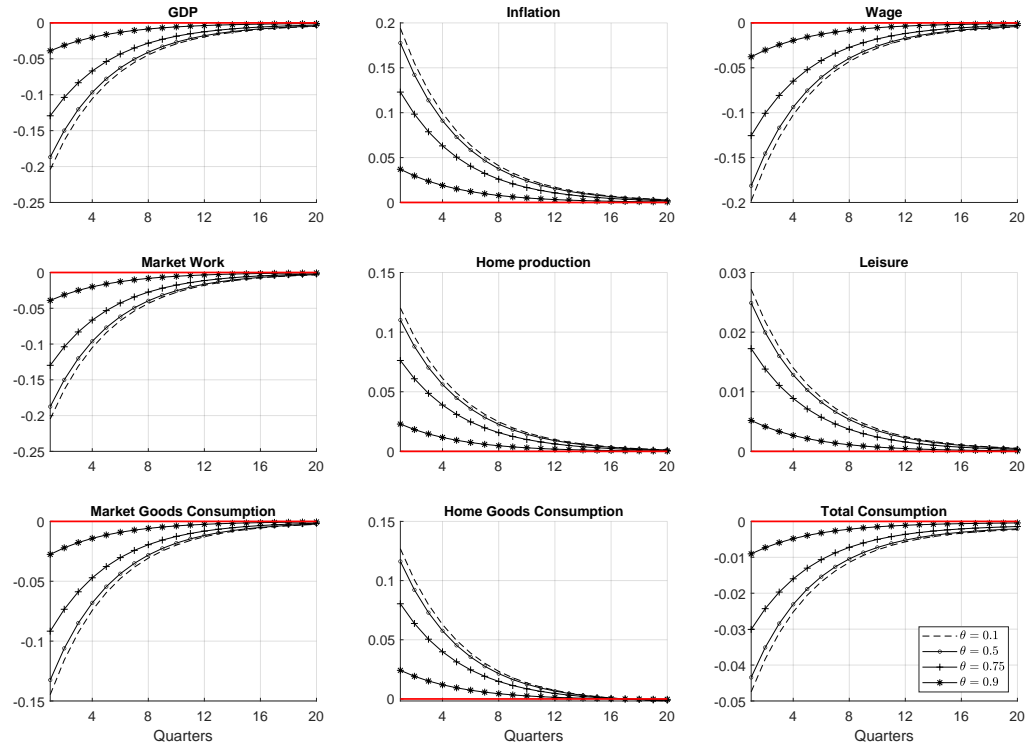 GDP
Inflation
Wage
0
-0.05
-0.1
-0.15
-0.2
-0.25
4 8 12 16 20
0.2
0.15
0.1
0.05
0
4 8 12 16 20
0
-0.05
-0.1
-0.15
-0.2
4 8 12 16 20
Market Work
Home production
Leisure
0
-0.05
-0.1
-0.15
-0.2
-0.25
4 8 12 16 20
0.15
0.1
0.05
0
4 8 12 16 20
0.03
0.02
0.01
0
4 8 12 16 20
Market Goods Consumption
Home Goods Consumption
Total Consumption
0
-0.05
-0.1
-0.15
4 8 12 16 20
Quarters
0.15
0.1
0.05
0
4 8 12 16 20
Quarters
0
-0.01
-0.02
-0.03
-0.04
-0.05
4 8 12 16 20
Quarters
θ = 0.1
θ = 0.5
θ = 0.75
θ = 0.9